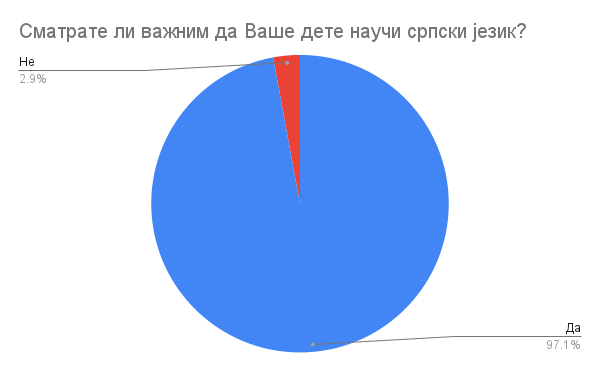 Сматрате ли важним да Ваше дете научи српски језик?
Не
2.9%
Да
97.1%